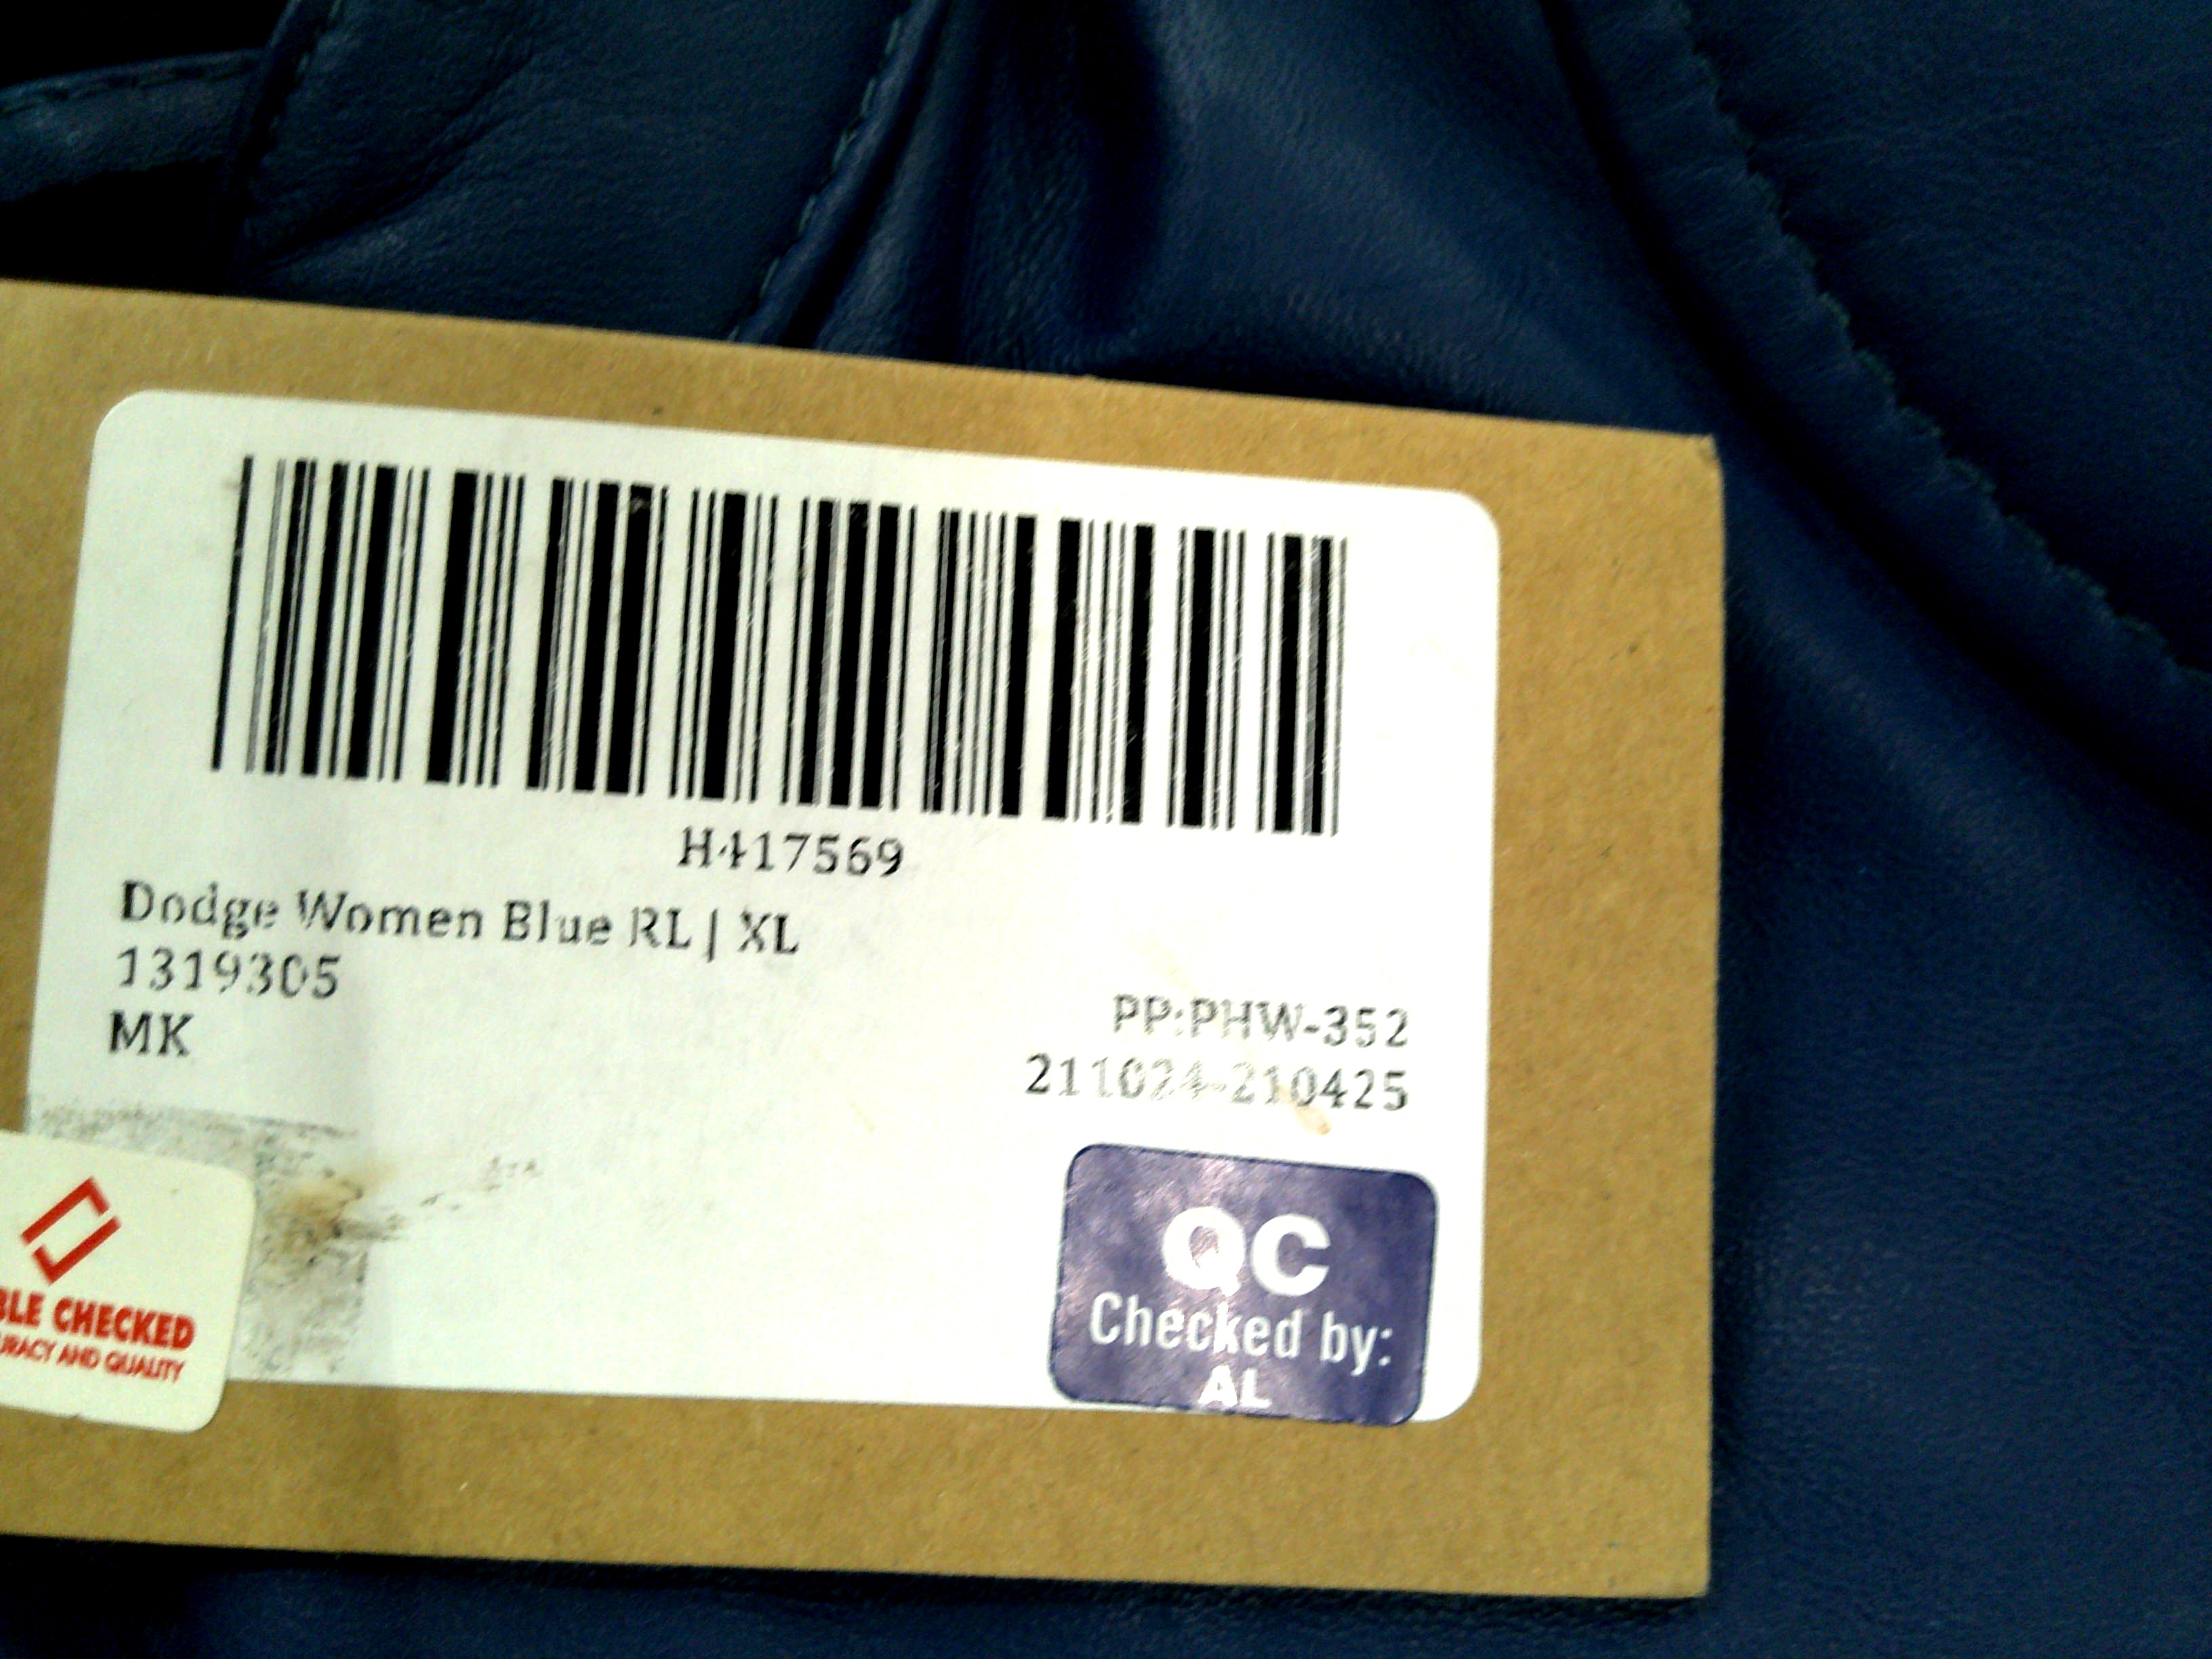 H417569
Dodge Women Blue RL | XL
1319305
MK
PP:PHW-352
211024-210425
QC
Checked by:
AL
BLE CHECKED
URACY AND QUALITY